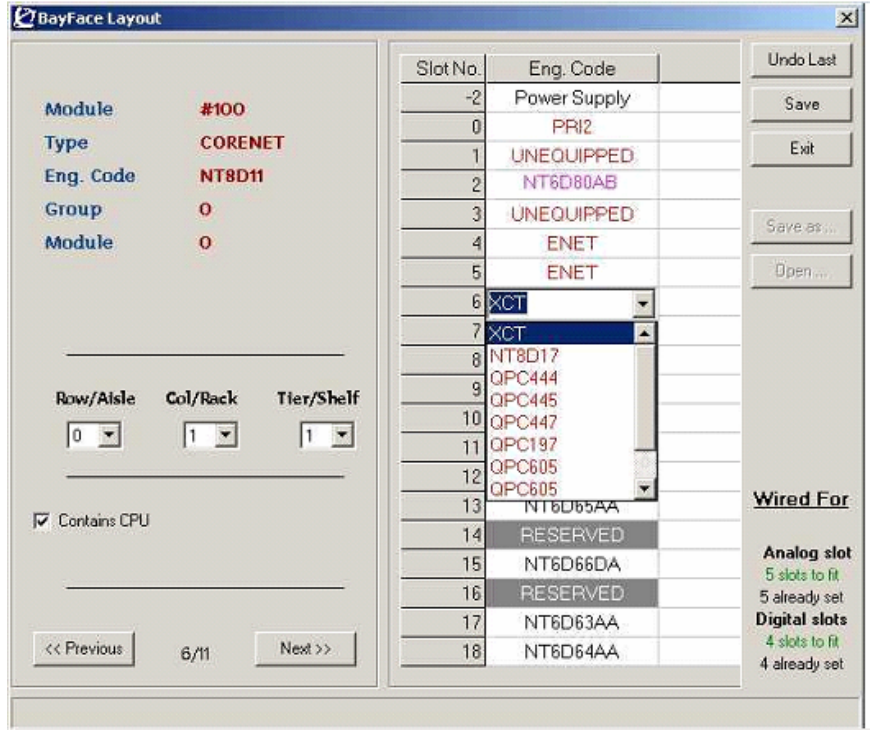 BayFace Layout
Module #100
Type CORENET
Eng. Code NT8D11
Group 0
Module 0
Row/Aisle Col/Rack Tier/Shelf
0 1 1
Contains CPU
<< Previous 6/11 Next >>
Slot No. Eng. Code
-2 Power Supply
0 PRI2
1 UNEQUIPPED
2 NT6D80AB
3 UNEQUIPPED
4 ENET
5 ENET
6 XCT
7 XCT
8 NT8D17
QPC444
9 QPC445
10 QPC447
11 QPC197
12 QPC605
QPC605
13 NT6D65AA
14 RESERVED
15 NT6D66DA
16 RESERVED
17 NT6D63AA
18 NT6D64AA
Undo Last
Save
Exit
Save as ...
Open ...
Wired For
Analog slot
5 slots to fit
5 already set
Digital slots
4 slots to fit
4 already set